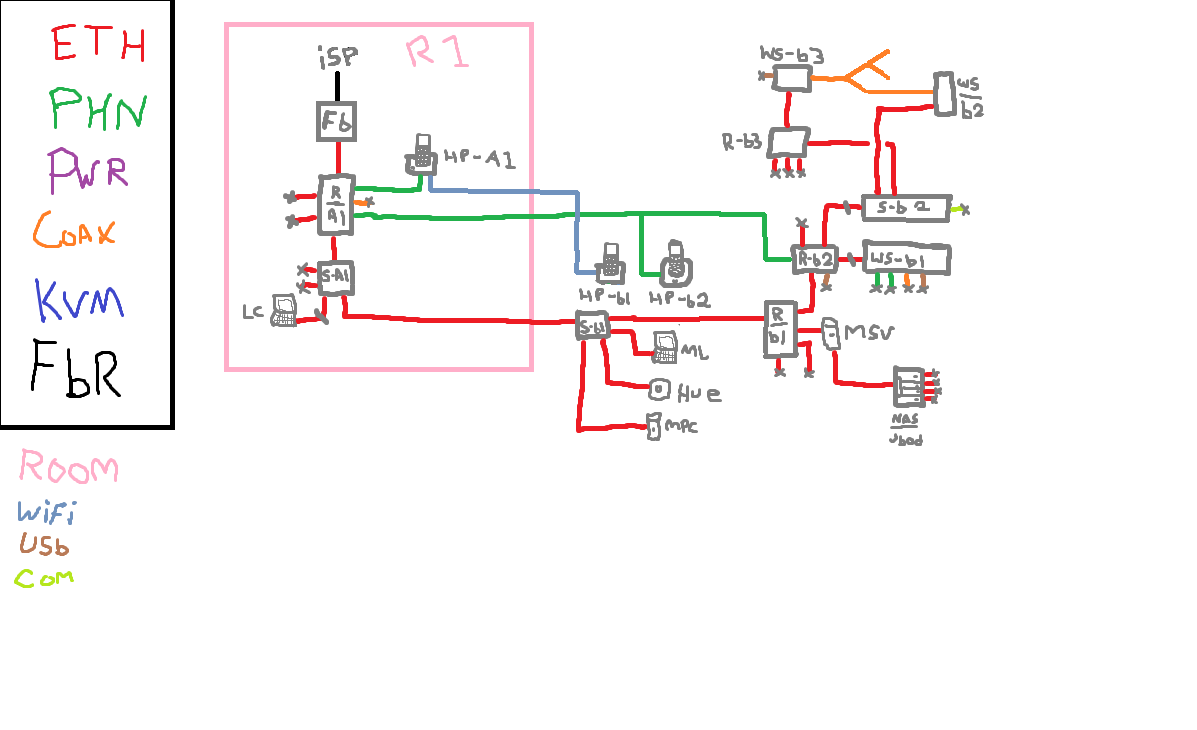 ETH
PHN
PWR
COAX
KVM
FbR
ROOM
WiFi
USb
COM
R1
iSP
Fb
HP-A1
R
A1
S-A1
LC
HP-b1
HP-b2
S-b1
ML
Hue
MPC
WS-b3
WS
b2
R-b3
S-b2
R-b2
WS-b1
R
b1
MSV
NAS
Jbod